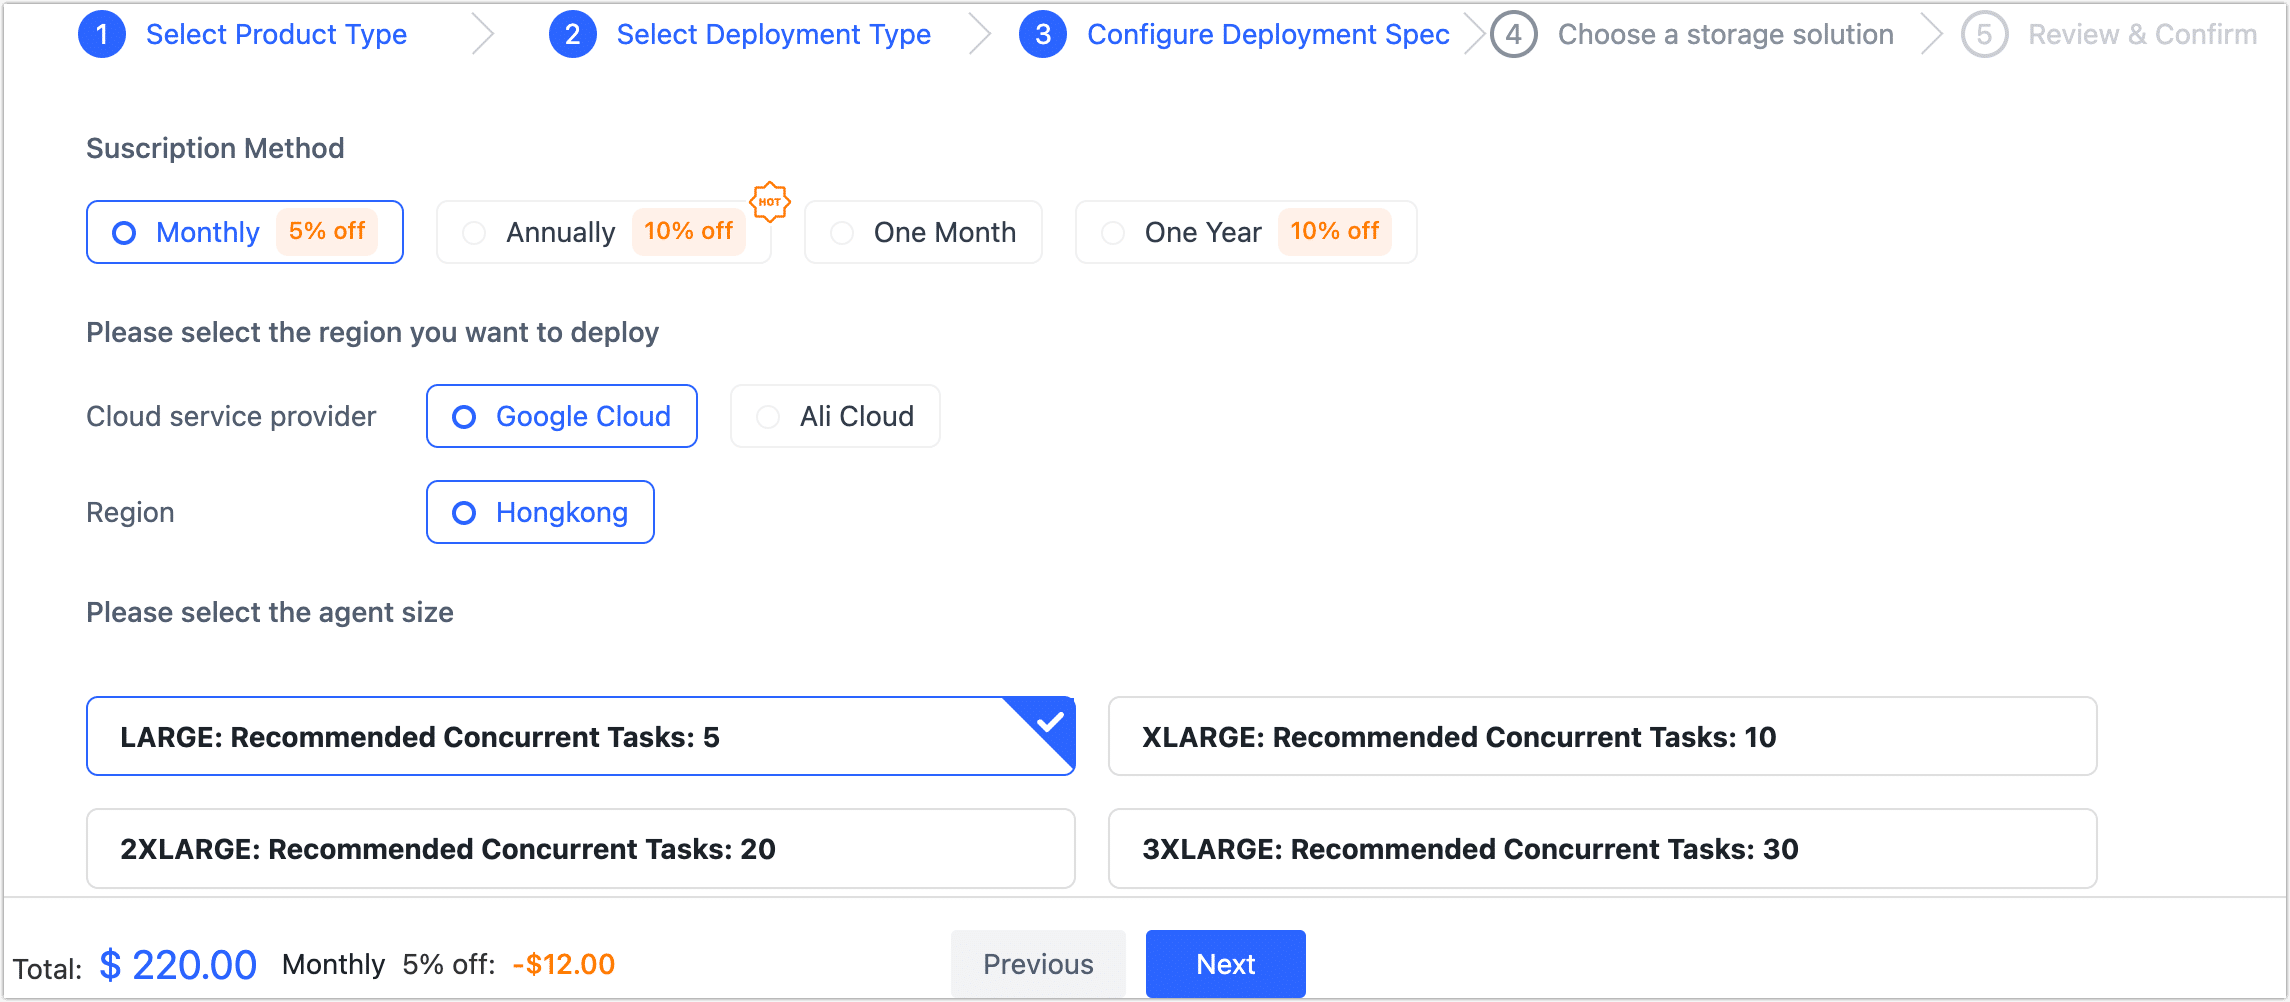 1 Select Product Type 2 Select Deployment Type 3 Configure Deployment Spec 4 Choose a storage solution 5 Review & Confirm
Suscription Method
HOT
Monthly 5% off Annually 10% off One Month One Year 10% off
Please select the region you want to deploy
Cloud service provider Google Cloud Ali Cloud
Region Hongkong
Please select the agent size
LARGE: Recommended Concurrent Tasks: 5 XLARGE: Recommended Concurrent Tasks: 10
2XLARGE: Recommended Concurrent Tasks: 20 3XLARGE: Recommended Concurrent Tasks: 30
Total: $ 220.00 Monthly 5% off: -$12.00 Previous Next